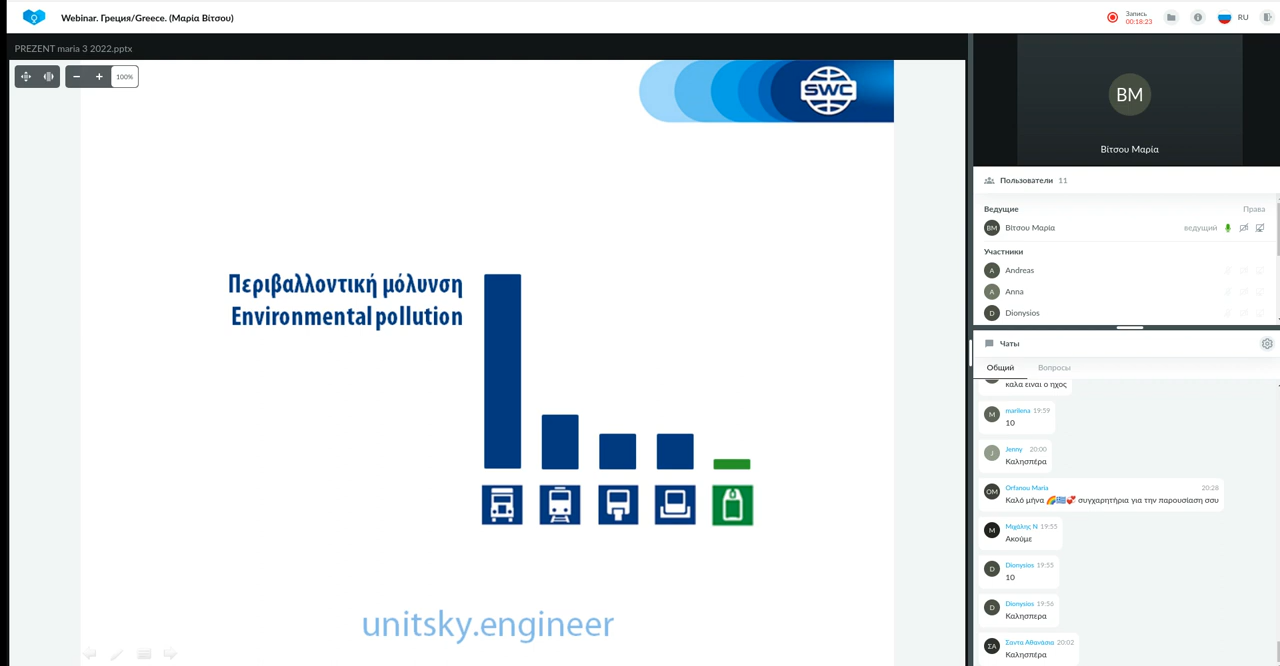 Webinar. Греция/Greece. (Μαρία Βίτσου)
Запись
00:18:23
RU
PREZENT maria 3 2022.pptx
100%
SWC
Περιβαλλοντική μόλυνση
Environmental pollution
unitsky.engineer
BM
Βίτσου Μαρία
Пользователи 11
Ведущие Права
BM Βίτσου Μαρία ведущий
Участники
A Andreas
A Anna
D Dionysios
Чаты
Общий Вопросы
καλα ειναι ο ηχος
M marilena 19:59
10
J Jenny 20:00
Καλησπέρα
OM Orfanou Maria 20:28
Καλό μήνα 🌈🇬🇷💞 συγχαρητήρια για την παρουσίαση σου
M Μιχάλης Ν 19:55
Ακούμε
D Dionysios 19:55
10
D Dionysios 19:56
Καλησπερα
ΣΑ Σαντα Αθανάσια 20:02
Καλησπέρα